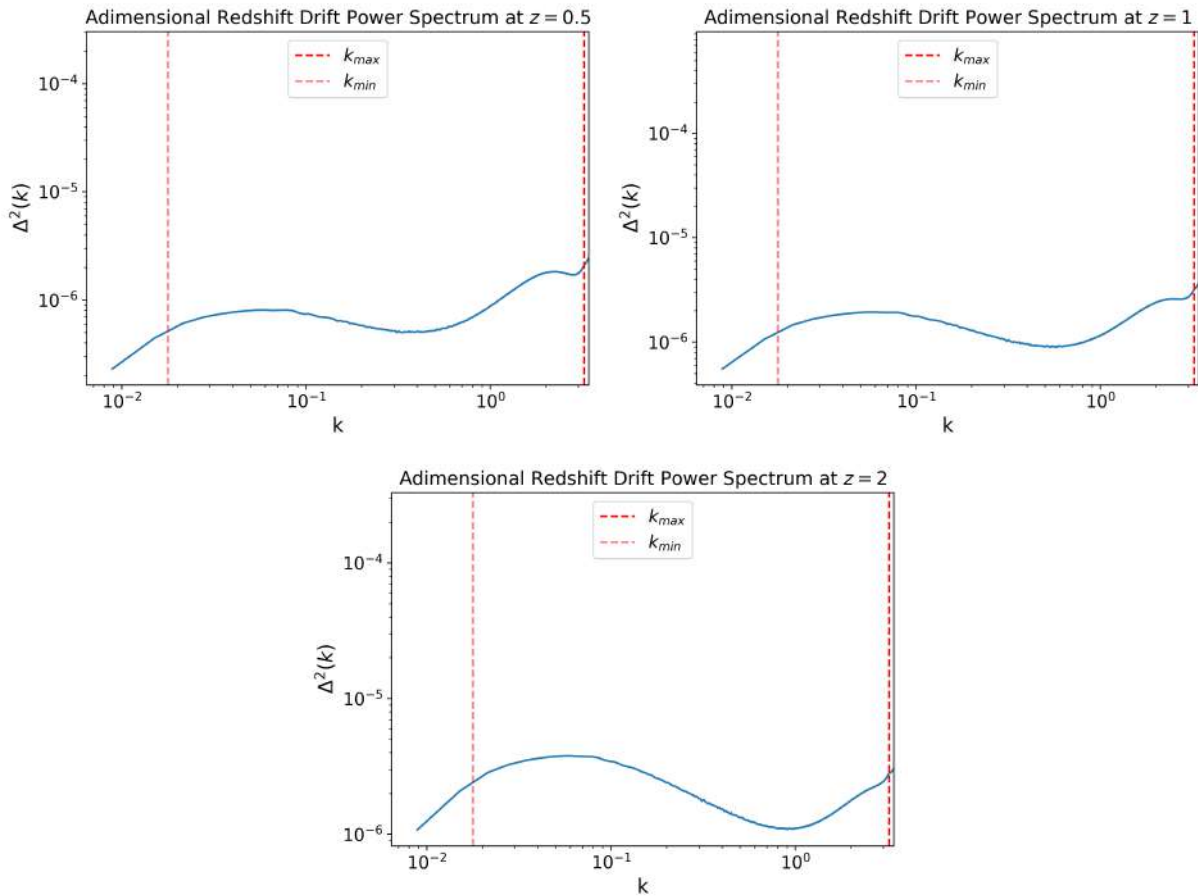 Adimensional Redshift Drift Power Spectrum at z = 0.5
k_max
k_min
10^-4
10^-5
10^-6
Δ^2(k)
10^-2
10^-1
10^0
k
Adimensional Redshift Drift Power Spectrum at z = 1
k_max
k_min
10^-4
10^-5
10^-6
Δ^2(k)
10^-2
10^-1
10^0
k
Adimensional Redshift Drift Power Spectrum at z = 2
k_max
k_min
10^-4
10^-5
10^-6
Δ^2(k)
10^-2
10^-1
10^0
k